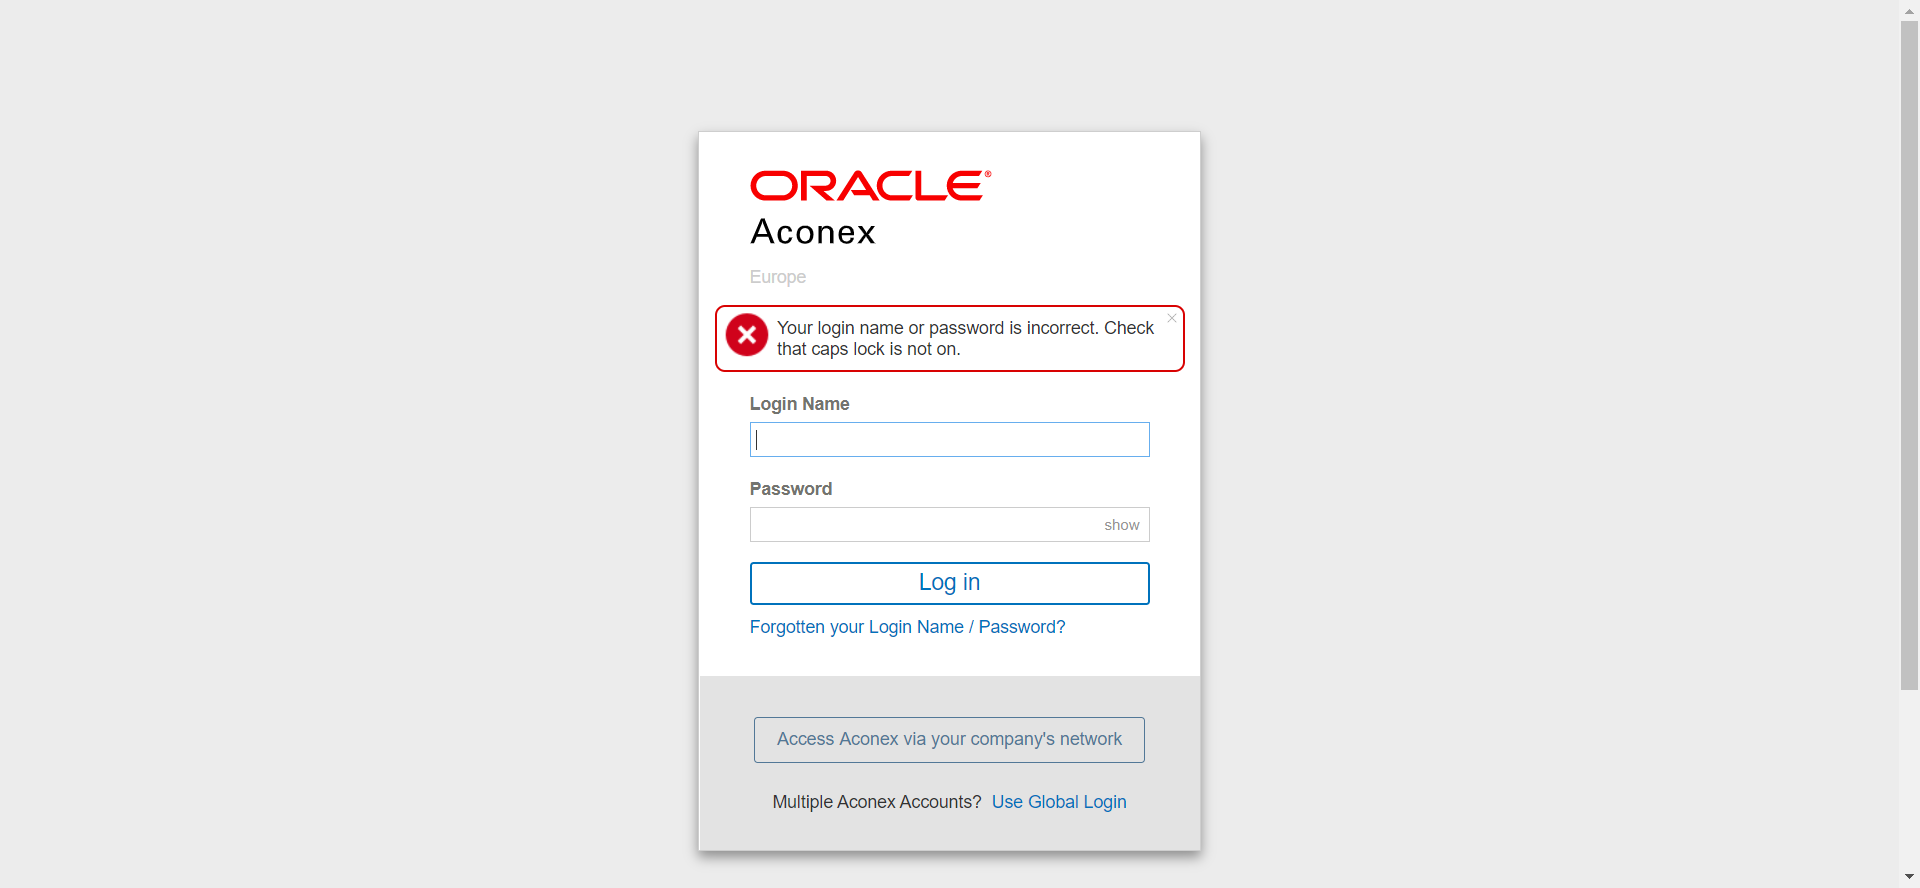 ORACLE®
Aconex
Europe
Your login name or password is incorrect. Check
that caps lock is not on.
Login Name
Password
show
Log in
Forgotten your Login Name / Password?
Access Aconex via your company's network
Multiple Aconex Accounts? Use Global Login